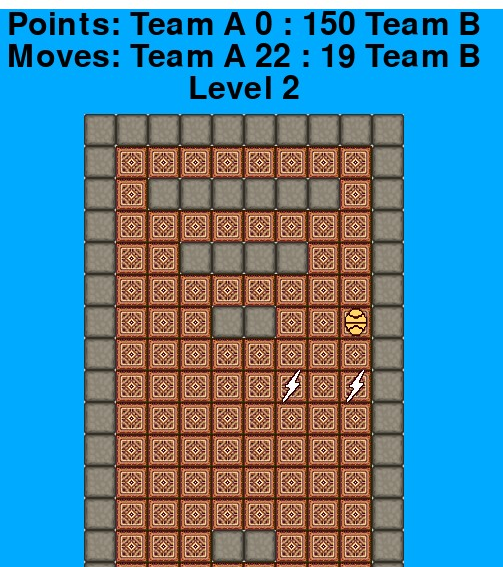 Points: Team A 0 : 150 Team B
Moves: Team A 22 : 19 Team B
Level 2